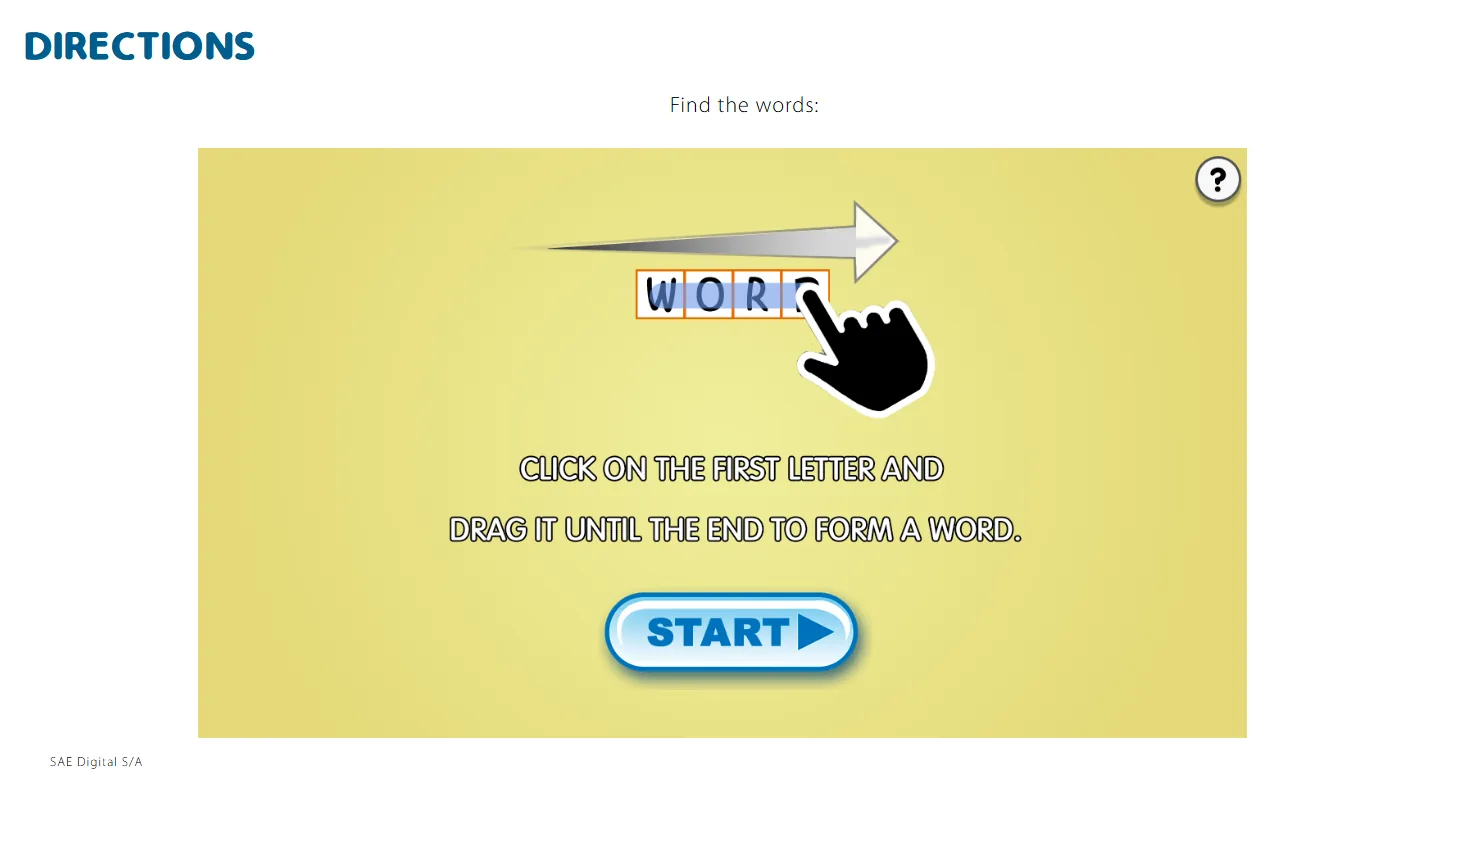 DIRECTIONS
Find the words:
?
W O R
CLICK ON THE FIRST LETTER AND
DRAG IT UNTIL THE END TO FORM A WORD.
START
SAE Digital S/A